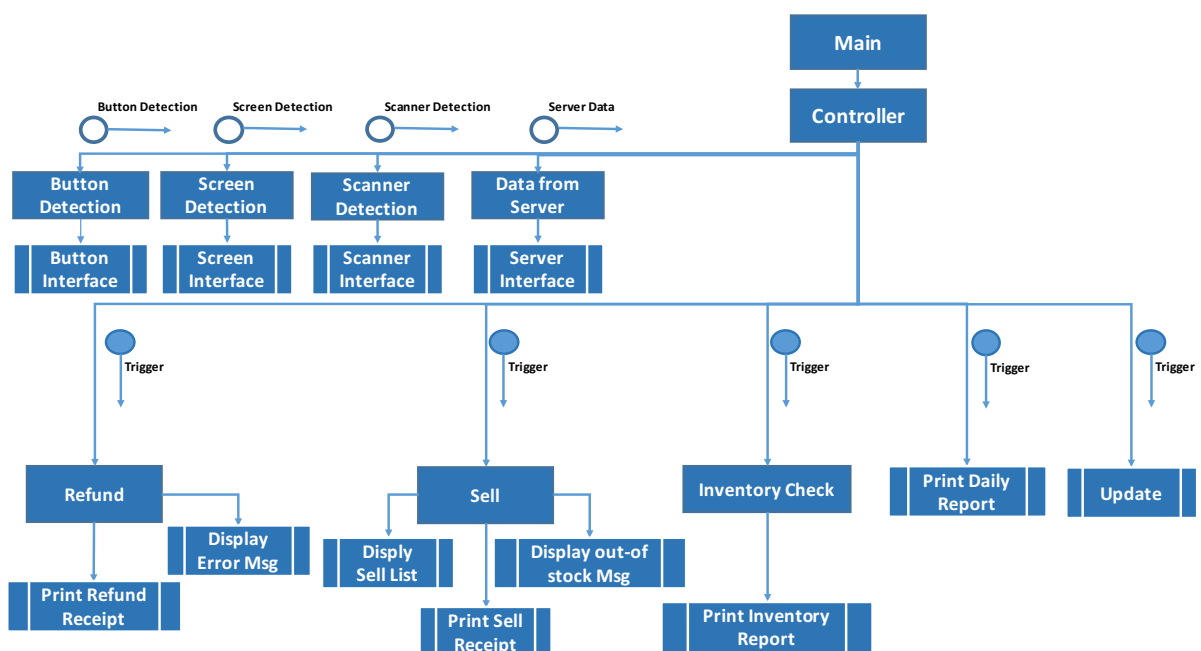 Main
Controller
Button Detection
Screen Detection
Scanner Detection
Server Data
Button
Detection
Screen
Detection
Scanner
Detection
Data from
Server
Button
Interface
Screen
Interface
Scanner
Interface
Server
Interface
Trigger
Trigger
Trigger
Trigger
Trigger
Refund
Sell
Inventory Check
Print Daily
Report
Update
Display
Error Msg
Disply
Sell List
Display out-of
stock Msg
Print Refund
Receipt
Print Sell
Receipt
Print Inventory
Report